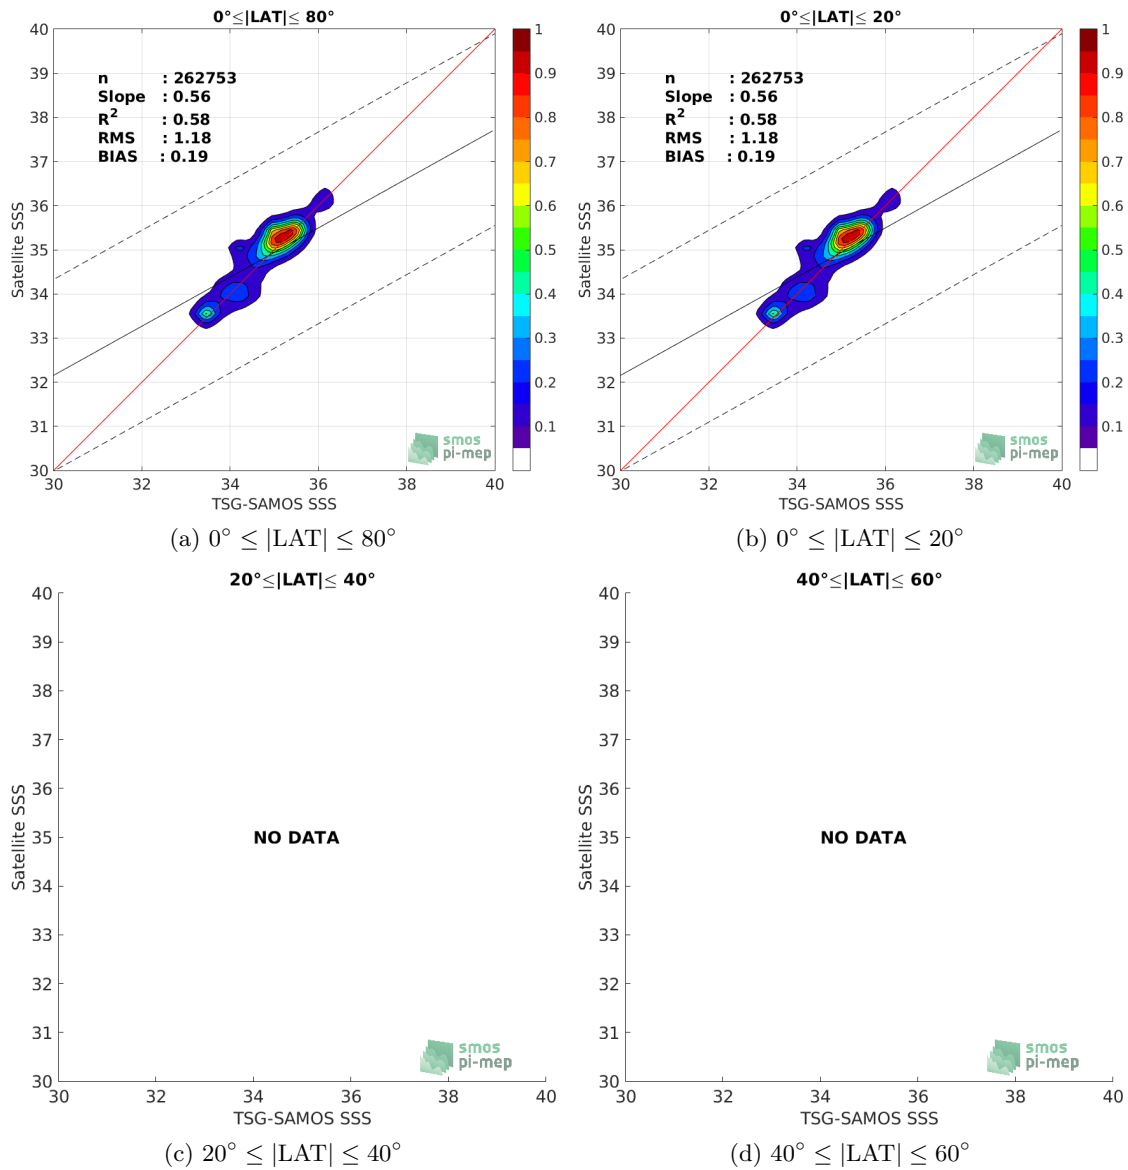 0°≤|LAT|≤ 80°
40
39
38
37
36
35
34
33
32
31
30
Satellite SSS
n : 262753
Slope : 0.56
R2 : 0.58
RMS : 1.18
BIAS : 0.19
smos
pi-mep
30 32 34 36 38 40
TSG-SAMOS SSS
1
0.9
0.8
0.7
0.6
0.5
0.4
0.3
0.2
0.1
(a) 0° ≤ |LAT| ≤ 80°
0°≤|LAT|≤ 20°
40
39
38
37
36
35
34
33
32
31
30
Satellite SSS
n : 262753
Slope : 0.56
R2 : 0.58
RMS : 1.18
BIAS : 0.19
smos
pi-mep
30 32 34 36 38 40
TSG-SAMOS SSS
1
0.9
0.8
0.7
0.6
0.5
0.4
0.3
0.2
0.1
(b) 0° ≤ |LAT| ≤ 20°
20°≤|LAT|≤ 40°
40
39
38
37
36
35
34
33
32
31
30
Satellite SSS
NO DATA
smos
pi-mep
30 32 34 36 38 40
TSG-SAMOS SSS
(c) 20° ≤ |LAT| ≤ 40°
40°≤|LAT|≤ 60°
40
39
38
37
36
35
34
33
32
31
30
Satellite SSS
NO DATA
smos
pi-mep
30 32 34 36 38 40
TSG-SAMOS SSS
(d) 40° ≤ |LAT| ≤ 60°